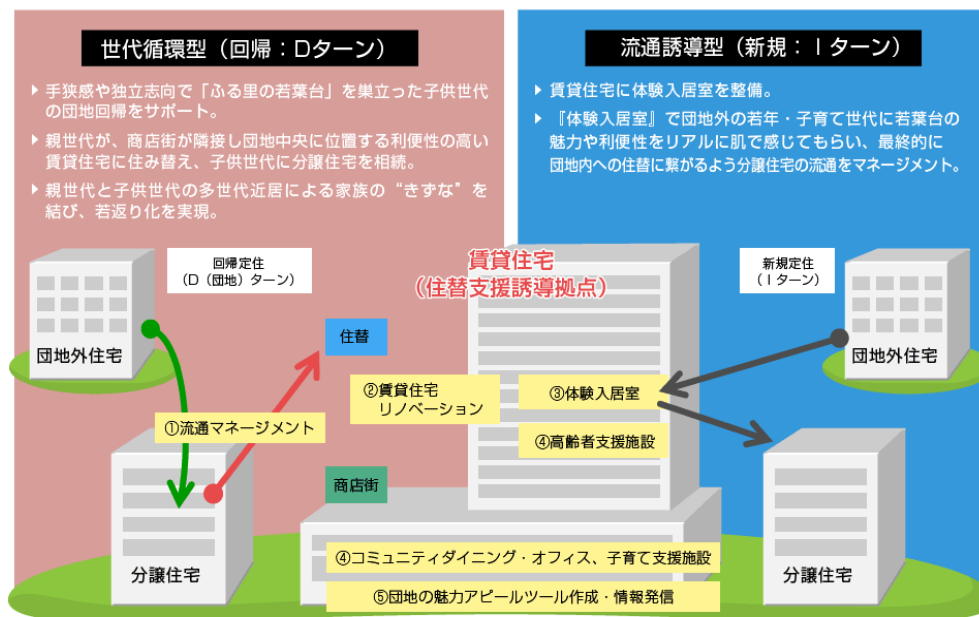 世代循環型（回帰：Dターン）
手狭感や独立志向で「ふる里の若葉台」を巣立った子供世代
の団地回帰をサポート。
親世代が、商店街が隣接し団地中央に位置する利便性の高い
賃貸住宅に住み替え、子供世代に分譲住宅を相続。
親世代と子供世代の多世代近居による家族の“きずな”を
結び、若返り化を実現。
流通誘導型（新規：Iターン）
賃貸住宅に体験入居室を整備。
『体験入居室』で団地外の若年・子育て世代に若葉台の
魅力や利便性をリアルに肌で感じてもらい、最終的に
団地内への住替に繋がるよう分譲住宅の流通をマネージメント。
回帰定住
（D（団地）ターン）
賃貸住宅
（住替支援誘導拠点）
新規定住
（Iターン）
団地外住宅
住替
団地外住宅
②賃貸住宅
リノベーション
③体験入居室
①流通マネージメント
④高齢者支援施設
商店街
④コミュニティダイニング・オフィス、子育て支援施設
分譲住宅
分譲住宅
⑤団地の魅力アピールツール作成・情報発信